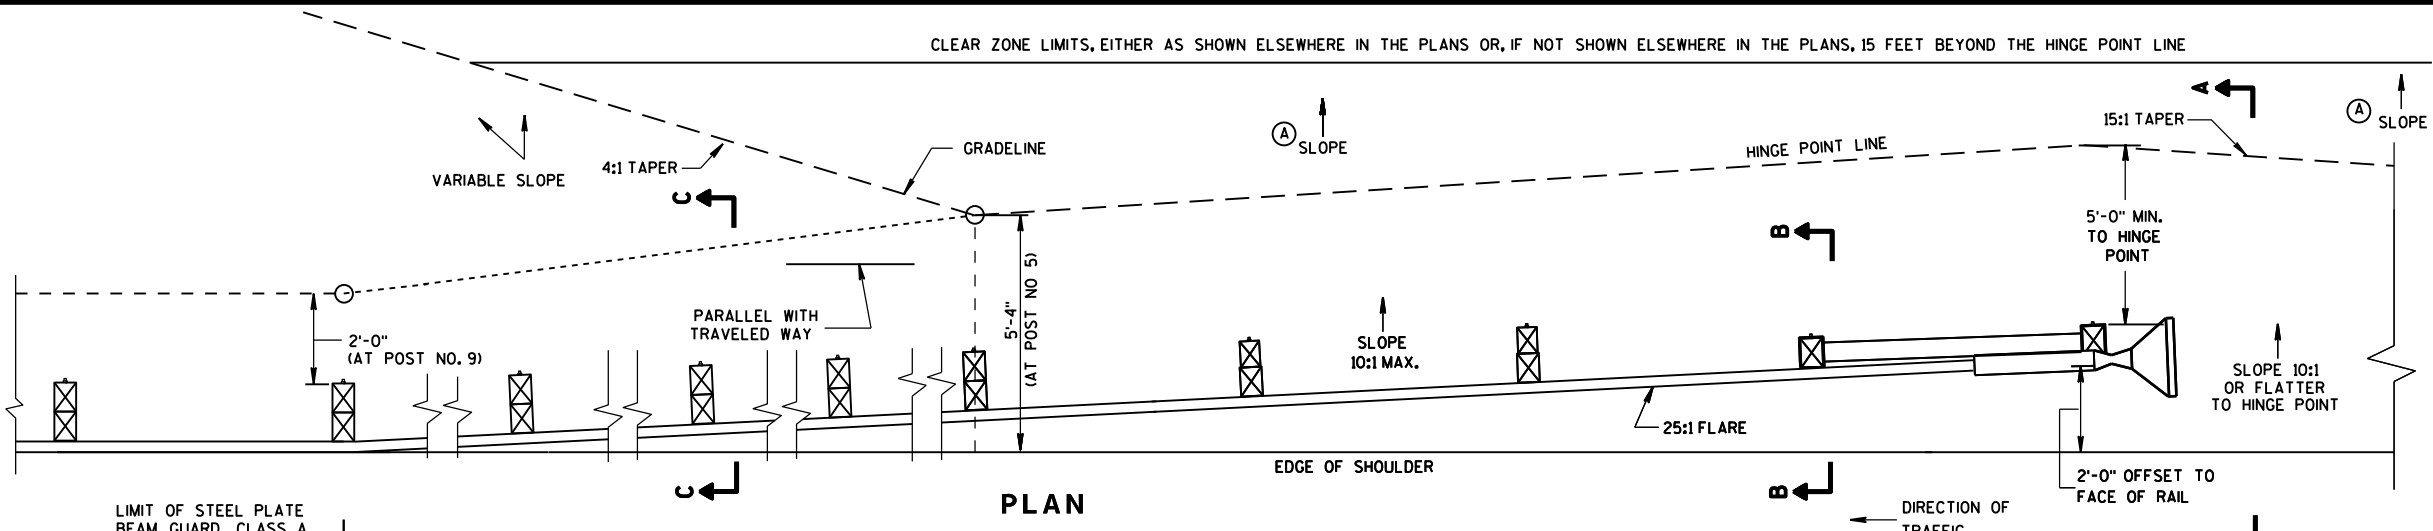 CLEAR ZONE LIMITS, EITHER AS SHOWN ELSEWHERE IN THE PLANS OR, IF NOT SHOWN ELSEWHERE IN THE PLANS, 15 FEET BEYOND THE HINGE POINT LINE
A
A
SLOPE
15:1 TAPER
A
SLOPE
HINGE POINT LINE
GRADELINE
4:1 TAPER
VARIABLE SLOPE
C
B
5'-0" MIN.
TO HINGE
POINT
5'-4"
(AT POST NO 5)
PARALLEL WITH
TRAVELED WAY
2'-0"
(AT POST NO. 9)
SLOPE
10:1 MAX.
SLOPE 10:1
OR FLATTER
TO HINGE POINT
25:1 FLARE
EDGE OF SHOULDER
2'-0" OFFSET TO
FACE OF RAIL
C
B
PLAN
DIRECTION OF
TRAFFIC
LIMIT OF STEEL PLATE
BEAM GUARD, CLASS A